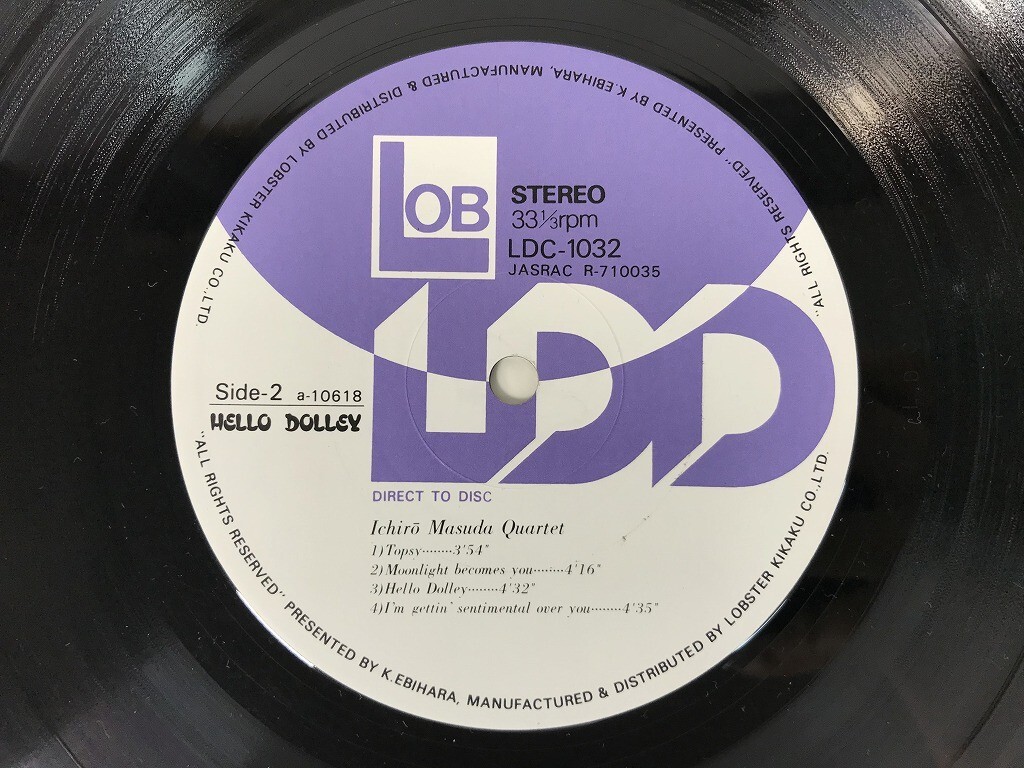 "ALL RIGHTS RESERVED" PRESENTED BY K.EBIHARA, MANUFACTURED & DISTRIBUTED BY LOBSTER KIKAKU CO.,LTD.
LOB
STEREO
33⅓rpm
LDC-1032
JASRAC R-710035
LDD
Side-2 a-10618
HELLO DOLLEY
DIRECT TO DISC
Ichirō Masuda Quartet
1)Topsy········3'54"
2)Moonlight becomes you········4'16"
3)Hello Dolley········4'32"
4)I'm gettin' sentimental over you········4'35"
"ALL RIGHTS RESERVED" PRESENTED BY K.EBIHARA, MANUFACTURED & DISTRIBUTED BY LOBSTER KIKAKU CO.,LTD.